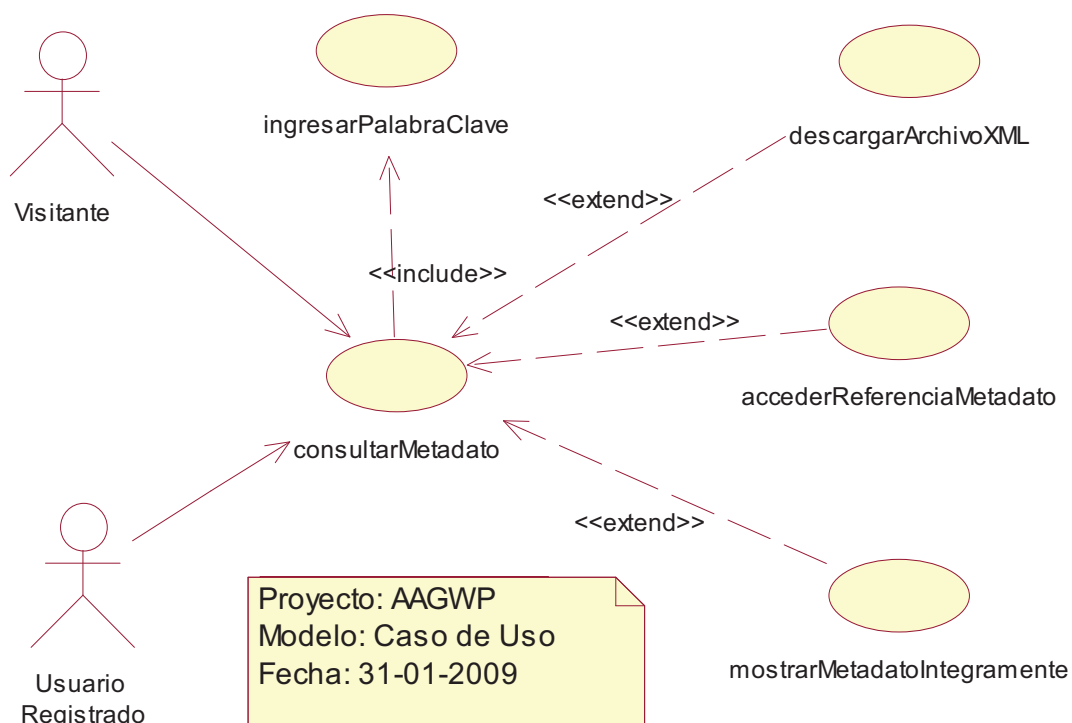 ingresarPalabraClave
descargarArchivoXML
Visitante
<<extend>>
<<include>>
<<extend>>
accederReferenciaMetadato
consultarMetadato
<<extend>>
Proyecto: AAGWP
Modelo: Caso de Uso
Fecha: 31-01-2009
mostrarMetadatoIntegramente
Usuario
Registrado